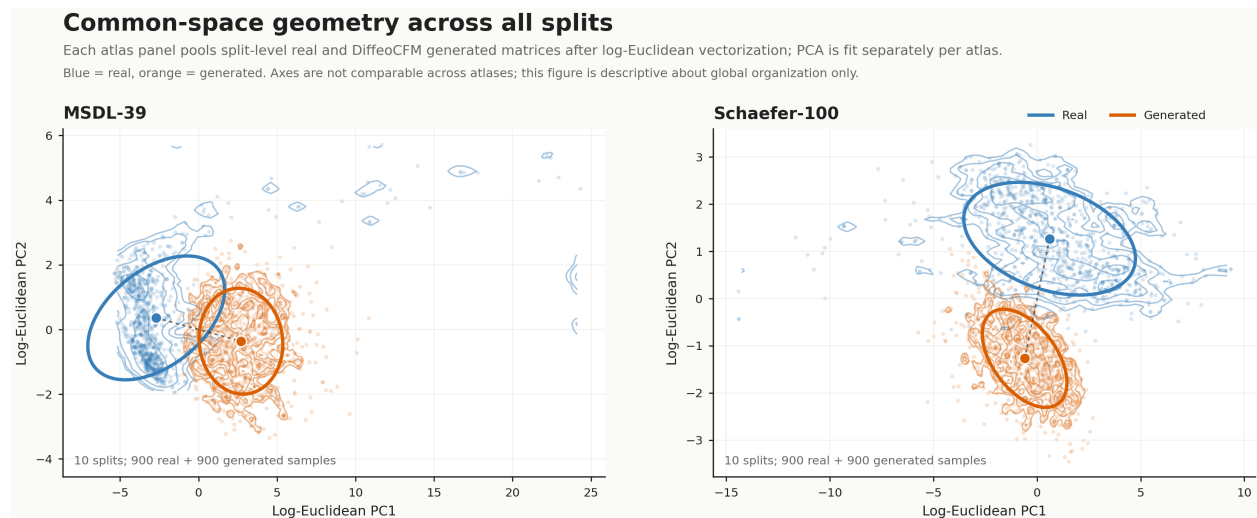 Common-space geometry across all splits
Each atlas panel pools split-level real and DiffeoCFM generated matrices after log-Euclidean vectorization; PCA is fit separately per atlas.
Blue = real, orange = generated. Axes are not comparable across atlases; this figure is descriptive about global organization only.
MSDL-39
6
4
2
0
−2
−4
Log-Euclidean PC2
10 splits; 900 real + 900 generated samples
−5
0
5
10
15
20
25
Log-Euclidean PC1
Schaefer-100
Real
Generated
3
2
1
0
−1
−2
−3
Log-Euclidean PC2
10 splits; 900 real + 900 generated samples
−15
−10
−5
0
5
10
Log-Euclidean PC1